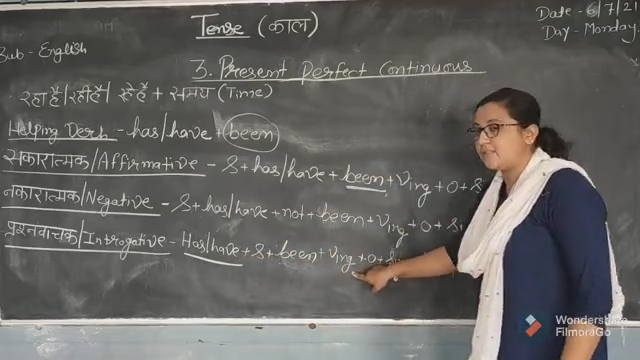 Tense (काल)
Date - 6/7/21
Day - Monday
Sub - English
3. Present Perfect Continuous
रहा है/रही है/ रहे हैं + समय (Time)
Helping Verb - has/have + been
सकारात्मक/Affirmative - S + has/have + been + Ving + O + S
नकारात्मक/Negative - S + has/have + not + been + Ving + O + S
प्रश्नवाचक/Introgative - Has/have + S + been + Ving + O +
Wondershare
FilmoraGo